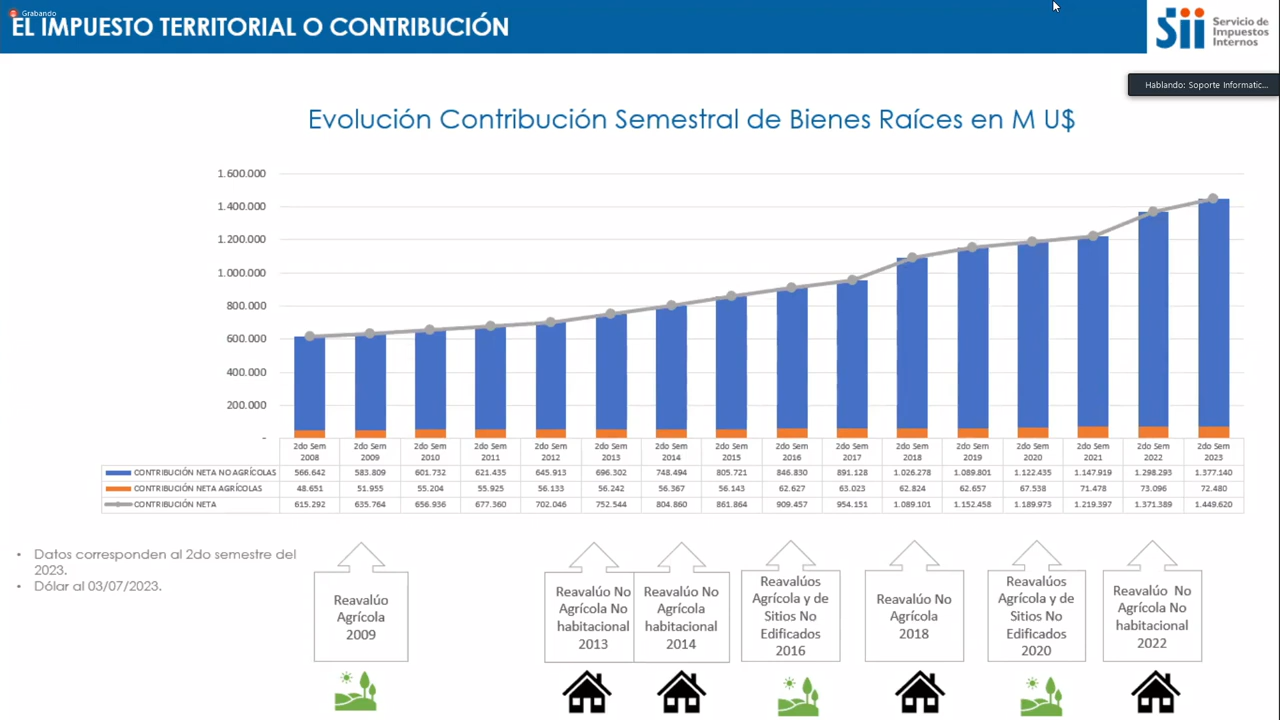 Grabando
EL IMPUESTO TERRITORIAL O CONTRIBUCIÓN
Sii Servicio de
Impuestos
Internos
Hablando: Soporte Informatic...
Evolución Contribución Semestral de Bienes Raíces en M U$
1.600.000
1.400.000
1.200.000
1.000.000
800.000
600.000
400.000
200.000
-
2do Sem 2008 2do Sem 2009 2do Sem 2010 2do Sem 2011 2do Sem 2012 2do Sem 2013 2do Sem 2014 2do Sem 2015 2do Sem 2016 2do Sem 2017 2do Sem 2018 2do Sem 2019 2do Sem 2020 2do Sem 2021 2do Sem 2022 2do Sem 2023
CONTRIBUCIÓN NETA NO AGRÍCOLAS 566.642 583.809 601.732 621.435 645.913 696.302 748.494 805.721 846.830 891.128 1.026.278 1.089.801 1.122.435 1.147.919 1.298.293 1.377.140
CONTRIBUCIÓN NETA AGRÍCOLAS 48.651 51.955 55.204 55.925 56.133 56.242 56.367 56.143 62.627 63.023 62.824 62.657 67.538 71.478 73.096 72.480
CONTRIBUCIÓN NETA 615.292 635.764 656.936 677.360 702.046 752.544 804.860 861.864 909.457 954.151 1.089.101 1.152.458 1.189.973 1.219.397 1.371.389 1.449.620
• Datos corresponden al 2do semestre del
2023.
• Dólar al 03/07/2023.
Reavalúo
Agrícola
2009
Reavalúo No
Agrícola No
habitacional
2013
Reavalúo No
Agrícola
habitacional
2014
Reavalúos
Agrícola y de
Sitios No
Edificados
2016
Reavalúo No
Agrícola
2018
Reavalúos
Agrícola y de
Sitios No
Edificados
2020
Reavalúo No
Agrícola No
habitacional
2022